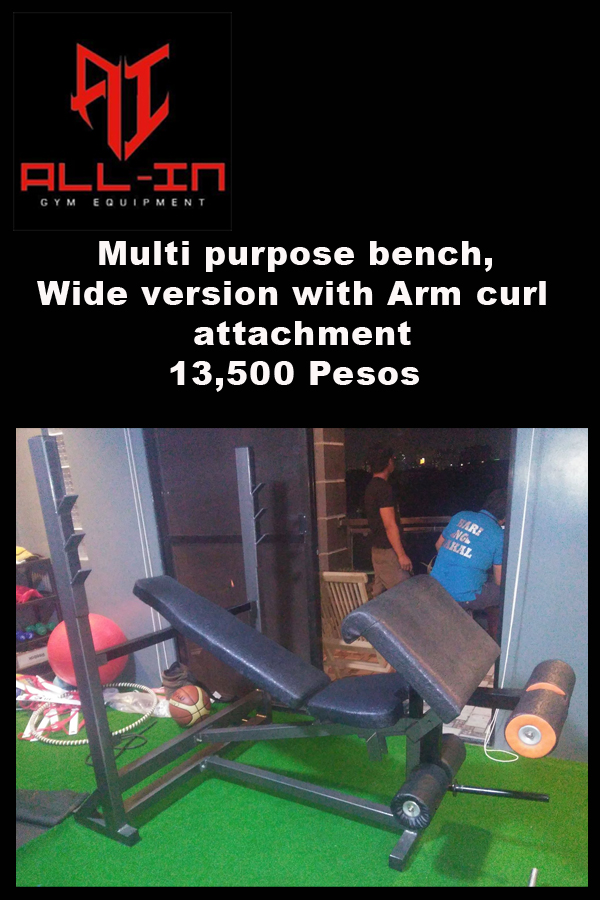 AI
ALL-IN
GYM EQUIPMENT
Multi purpose bench,
Wide version with Arm curl
attachment
13,500 Pesos